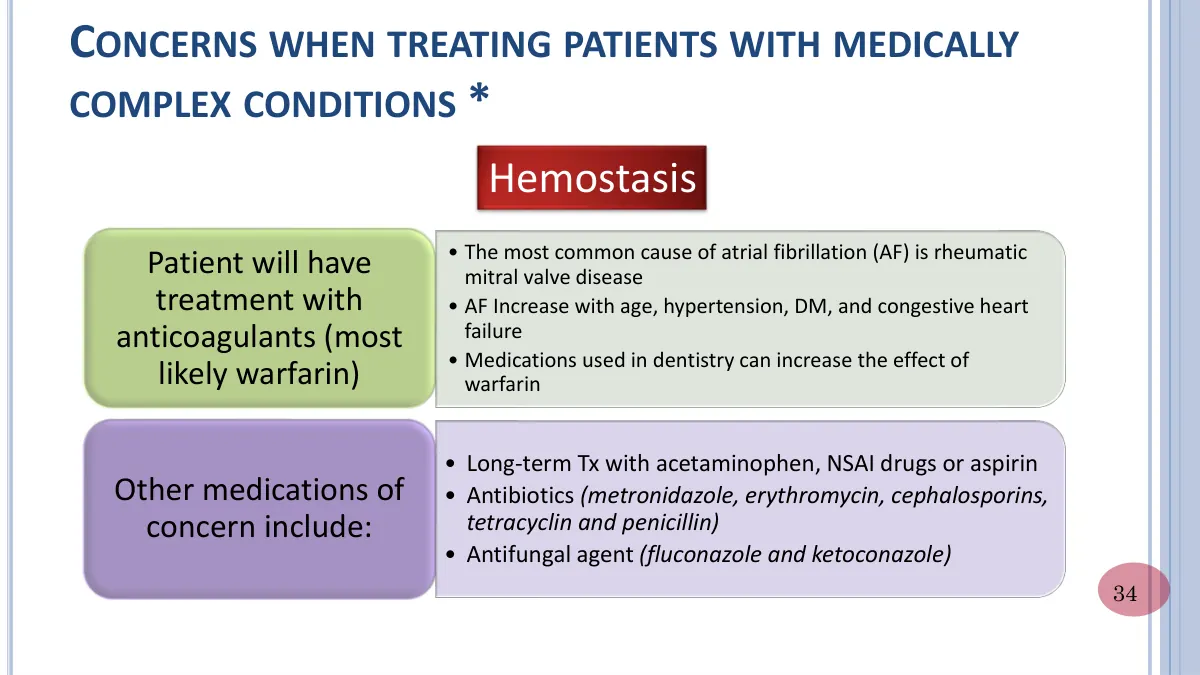 CONCERNS WHEN TREATING PATIENTS WITH MEDICALLY
COMPLEX CONDITIONS *
Hemostasis
Patient will have
treatment with
anticoagulants (most
likely warfarin)
• The most common cause of atrial fibrillation (AF) is rheumatic
mitral valve disease
• AF Increase with age, hypertension, DM, and congestive heart
failure
• Medications used in dentistry can increase the effect of
warfarin
Other medications of
concern include:
• Long-term Tx with acetaminophen, NSAI drugs or aspirin
• Antibiotics (metronidazole, erythromycin, cephalosporins,
tetracyclin and penicillin)
• Antifungal agent (fluconazole and ketoconazole)
34